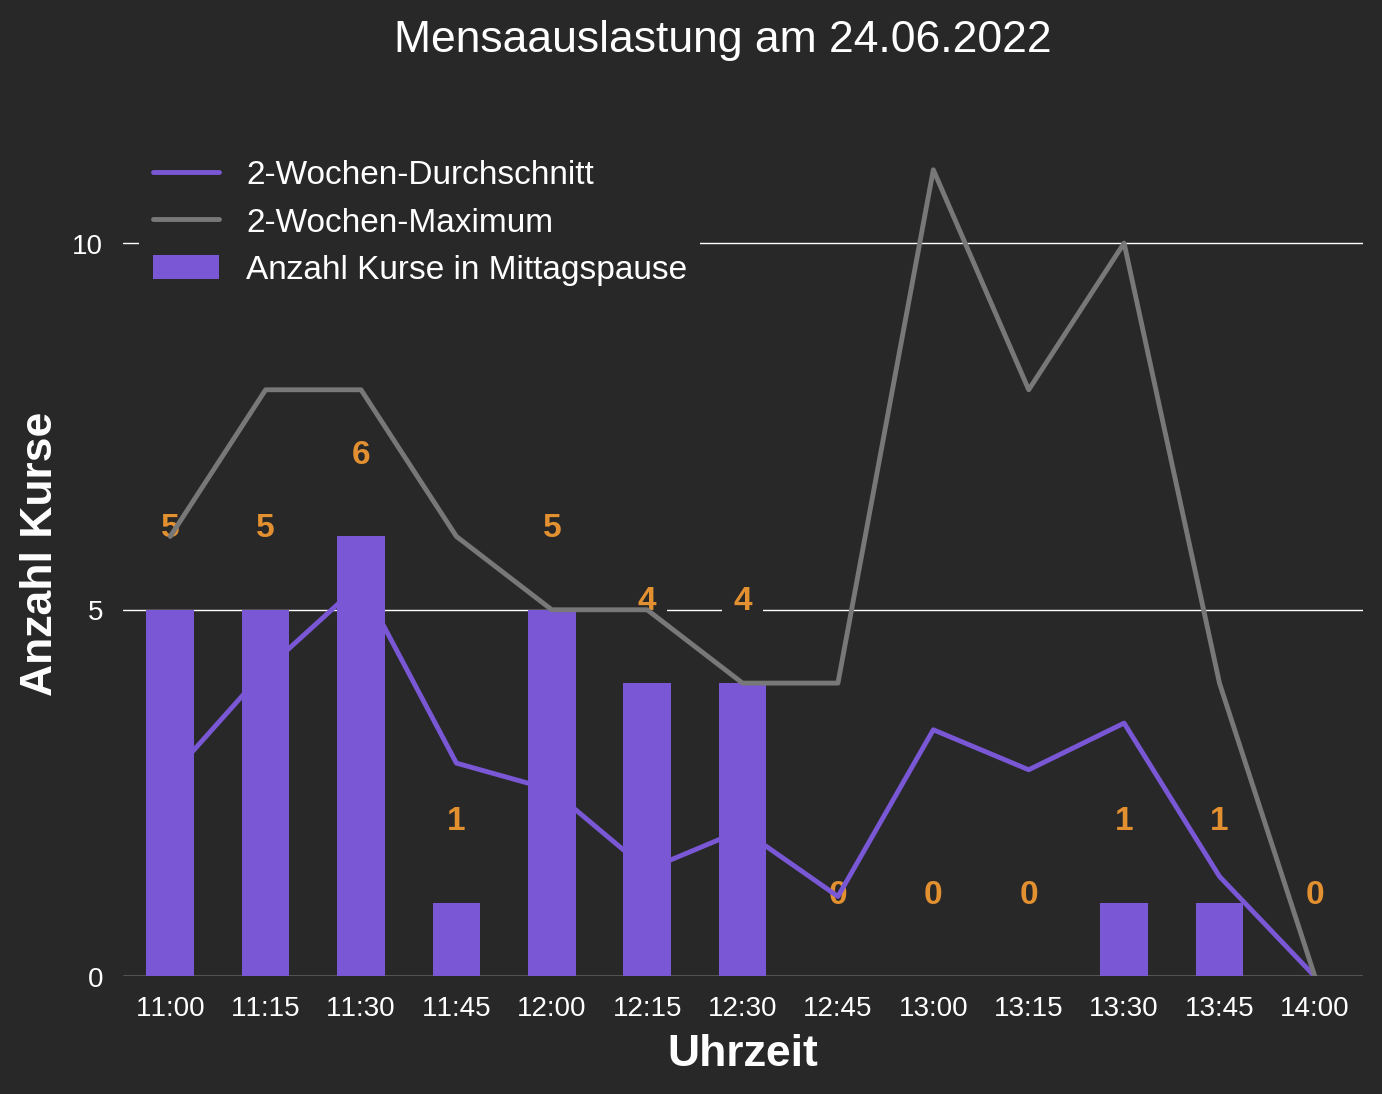 Mensaauslastung am 24.06.2022
2-Wochen-Durchschnitt
2-Wochen-Maximum
Anzahl Kurse in Mittagspause
Anzahl Kurse
10
5
0
5
5
6
1
5
4
4
0
0
0
1
1
0
11:00 11:15 11:30 11:45 12:00 12:15 12:30 12:45 13:00 13:15 13:30 13:45 14:00
Uhrzeit